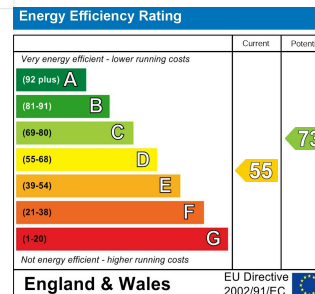 Energy Efficiency Rating
Current
Very energy efficient - lower running costs
(92 plus) A
(81-91) B
(69-80) C
73
(55-68) D
55
(39-54) E
(21-38) F
(1-20) G
Not energy efficient - higher running costs
England & Wales
EU Directive
2002/91/EC